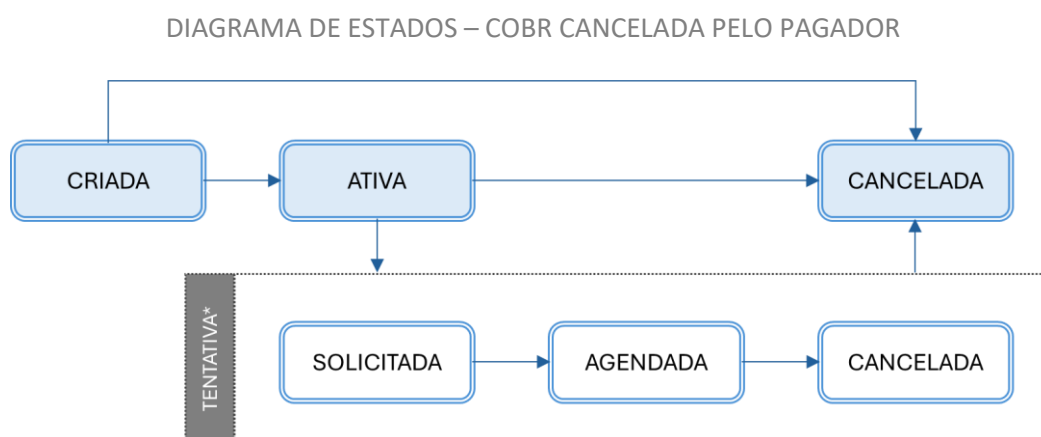 DIAGRAMA DE ESTADOS – COBR CANCELADA PELO PAGADOR
CRIADA
ATIVA
CANCELADA
TENTATIVA*
SOLICITADA
AGENDADA
CANCELADA